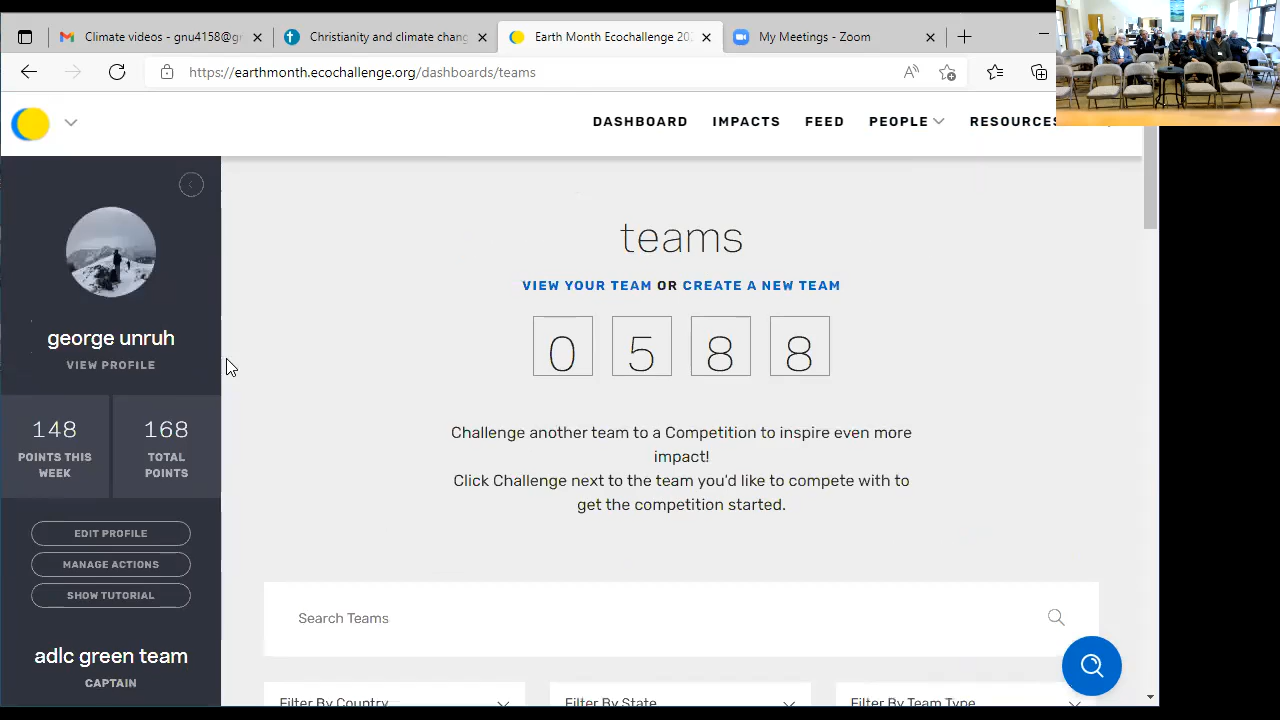 Climate videos - gnu4158@gr
Christianity and climate chang
Earth Month Ecochallenge 202
My Meetings - Zoom
https://earthmonth.ecochallenge.org/dashboards/teams
DASHBOARD
IMPACTS
FEED
PEOPLE
RESOURCES
george unruh
VIEW PROFILE
148
POINTS THIS
WEEK
168
TOTAL
POINTS
EDIT PROFILE
MANAGE ACTIONS
SHOW TUTORIAL
adlc green team
CAPTAIN
teams
VIEW YOUR TEAM OR CREATE A NEW TEAM
0 5 8 8
Challenge another team to a Competition to inspire even more
impact!
Click Challenge next to the team you'd like to compete with to
get the competition started.
Search Teams
Filter By Country
Filter By State
Filter By Team Type